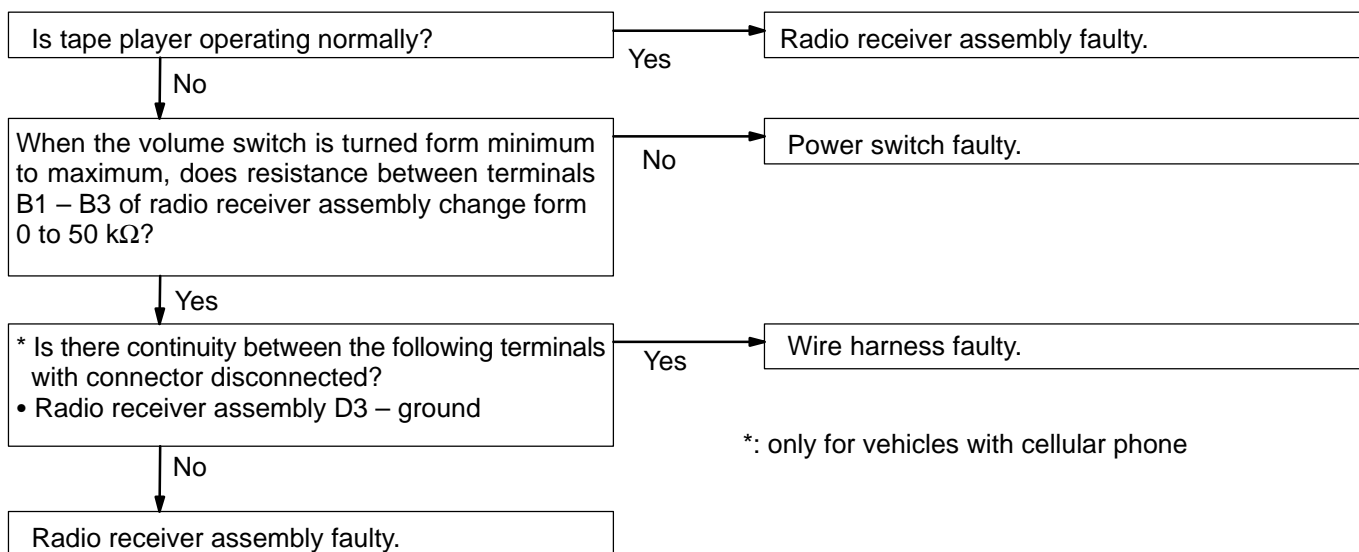 Is tape player operating normally?
Yes
Radio receiver assembly faulty.
No
When the volume switch is turned form minimum
to maximum, does resistance between terminals
B1 – B3 of radio receiver assembly change form
0 to 50 kΩ?
No
Power switch faulty.
Yes
* Is there continuity between the following terminals
with connector disconnected?
• Radio receiver assembly D3 – ground
Yes
Wire harness faulty.
*: only for vehicles with cellular phone
No
Radio receiver assembly faulty.